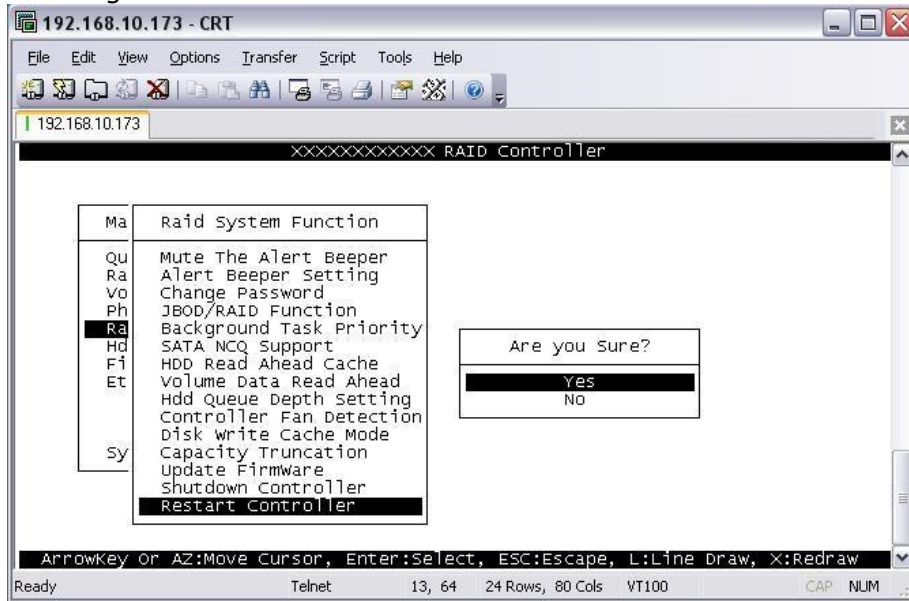 192.168.10.173 - CRT
File Edit View Options Transfer Script Tools Help
192.168.10.173
XXXXXXXXXXXX RAID Controller
Ma
Qu
Ra
Vo
Ph
Ra
Hd
Fi
Et
Sy
Raid System Function
Mute The Alert Beeper
Alert Beeper Setting
Change Password
JBOD/RAID Function
Background Task Priority
SATA NCQ Support
HDD Read Ahead Cache
Volume Data Read Ahead
Hdd Queue Depth Setting
Controller Fan Detection
Disk Write Cache Mode
Capacity Truncation
Update FirmWare
Shutdown Controller
Restart Controller
Are you Sure?
Yes
No
ArrowKey Or AZ:Move Cursor, Enter:Select, ESC:Escape, L:Line Draw, X:Redraw
Ready Telnet 13, 64 24 Rows, 80 Cols VT100 CAP NUM